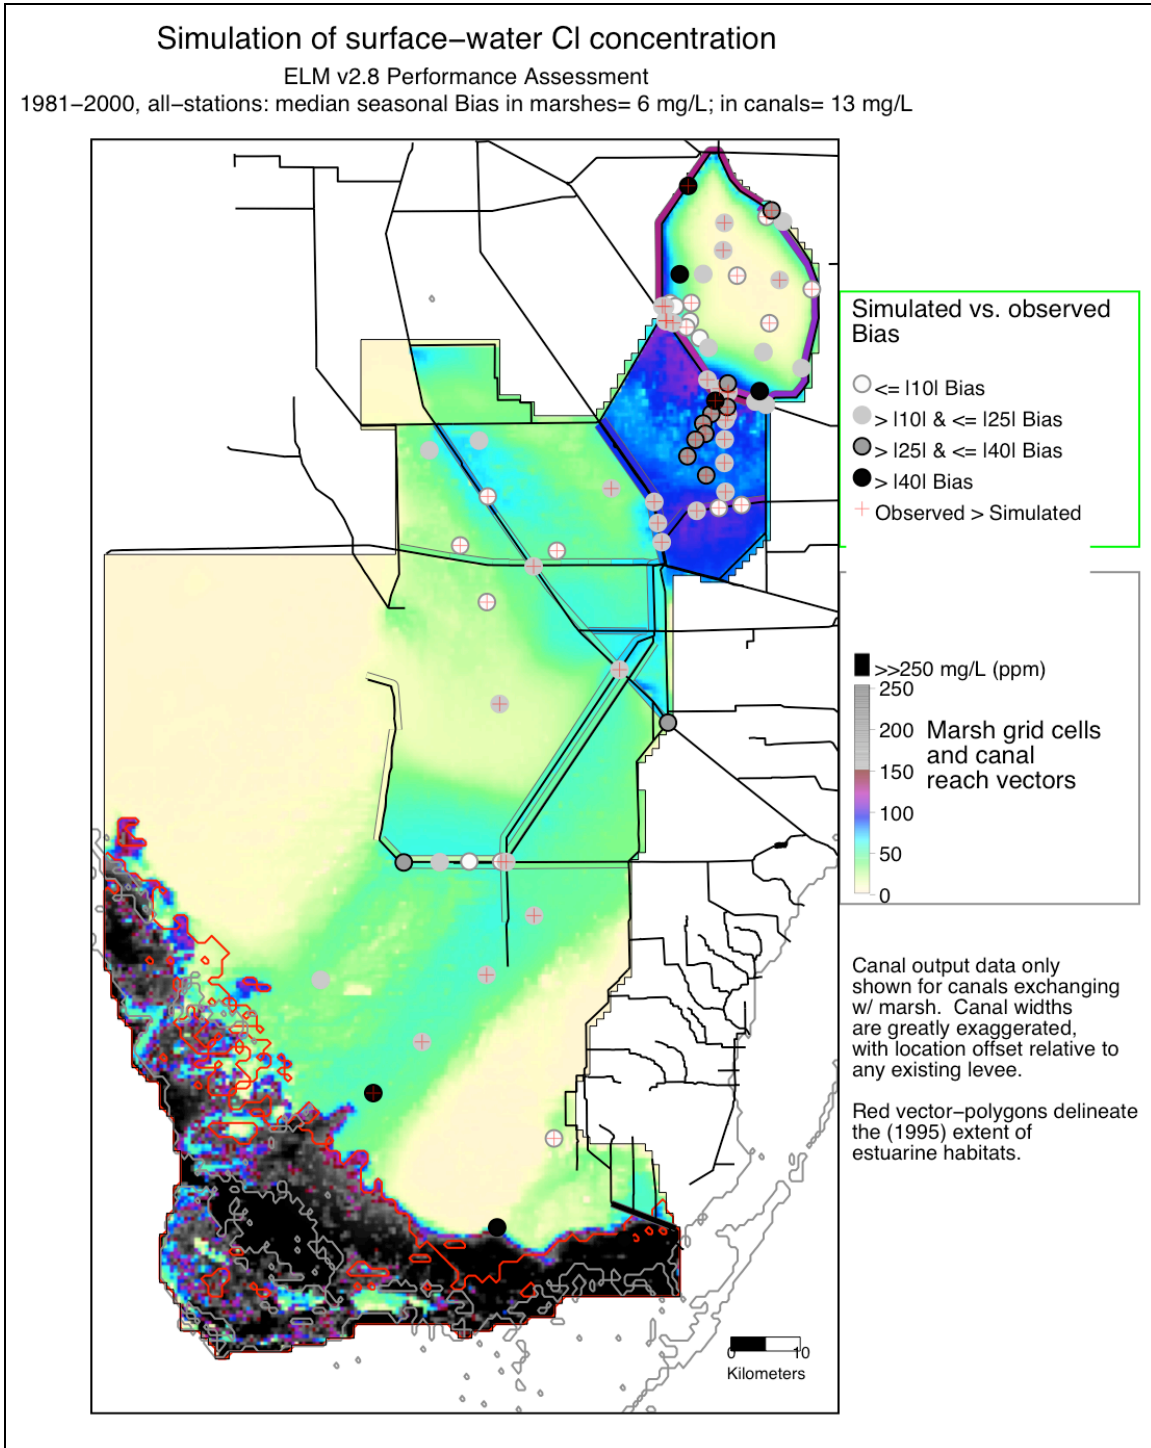 Simulation of surface−water Cl concentration
ELM v2.8 Performance Assessment
1981−2000, all−stations: median seasonal Bias in marshes= 6 mg/L; in canals= 13 mg/L
Simulated vs. observed
Bias
<= |10| Bias
> |10| & <= |25| Bias
> |25| & <= |40| Bias
> |40| Bias
Observed > Simulated
>>250 mg/L (ppm)
250
200
150
100
50
0
Marsh grid cells
and canal
reach vectors
Canal output data only
shown for canals exchanging
w/ marsh. Canal widths
are greatly exaggerated,
with location offset relative to
any existing levee.
Red vector−polygons delineate
the (1995) extent of
estuarine habitats.
0 10
Kilometers